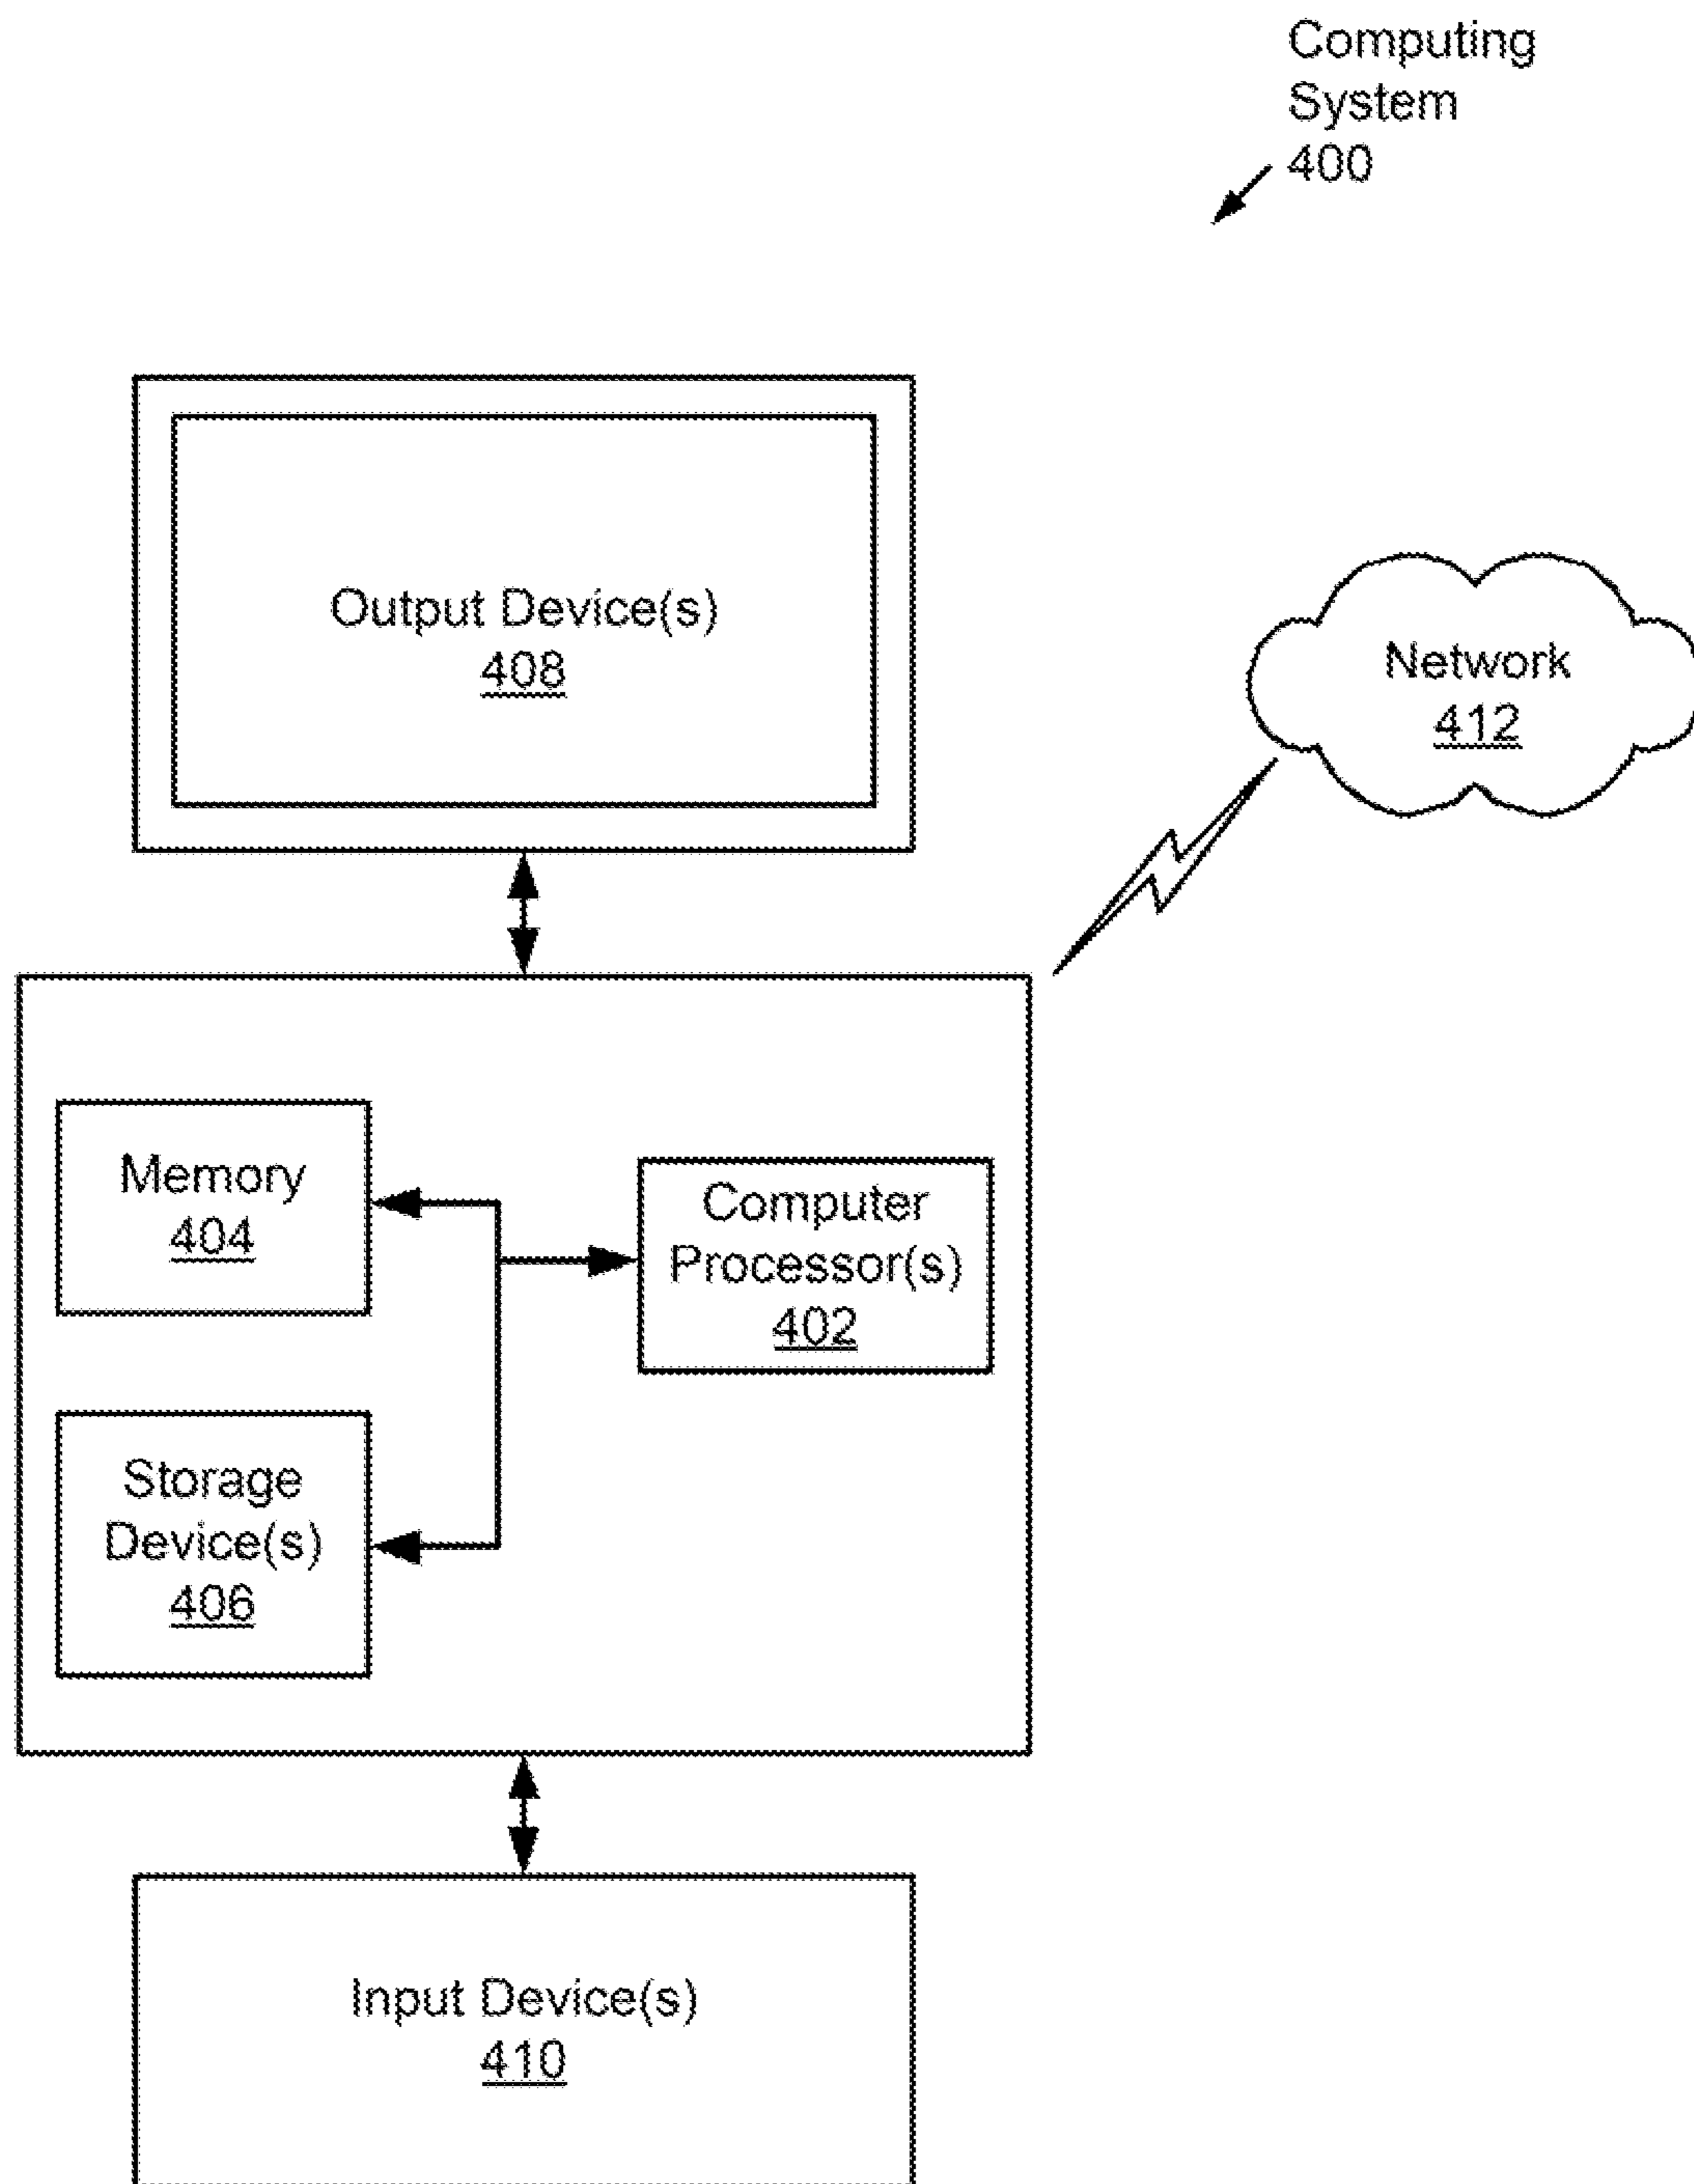 Computing
System
400
Output Device(s)
408
Network
412
Memory
404
Computer
Processor(s)
402
Storage
Device(s)
406
Input Device(s)
410